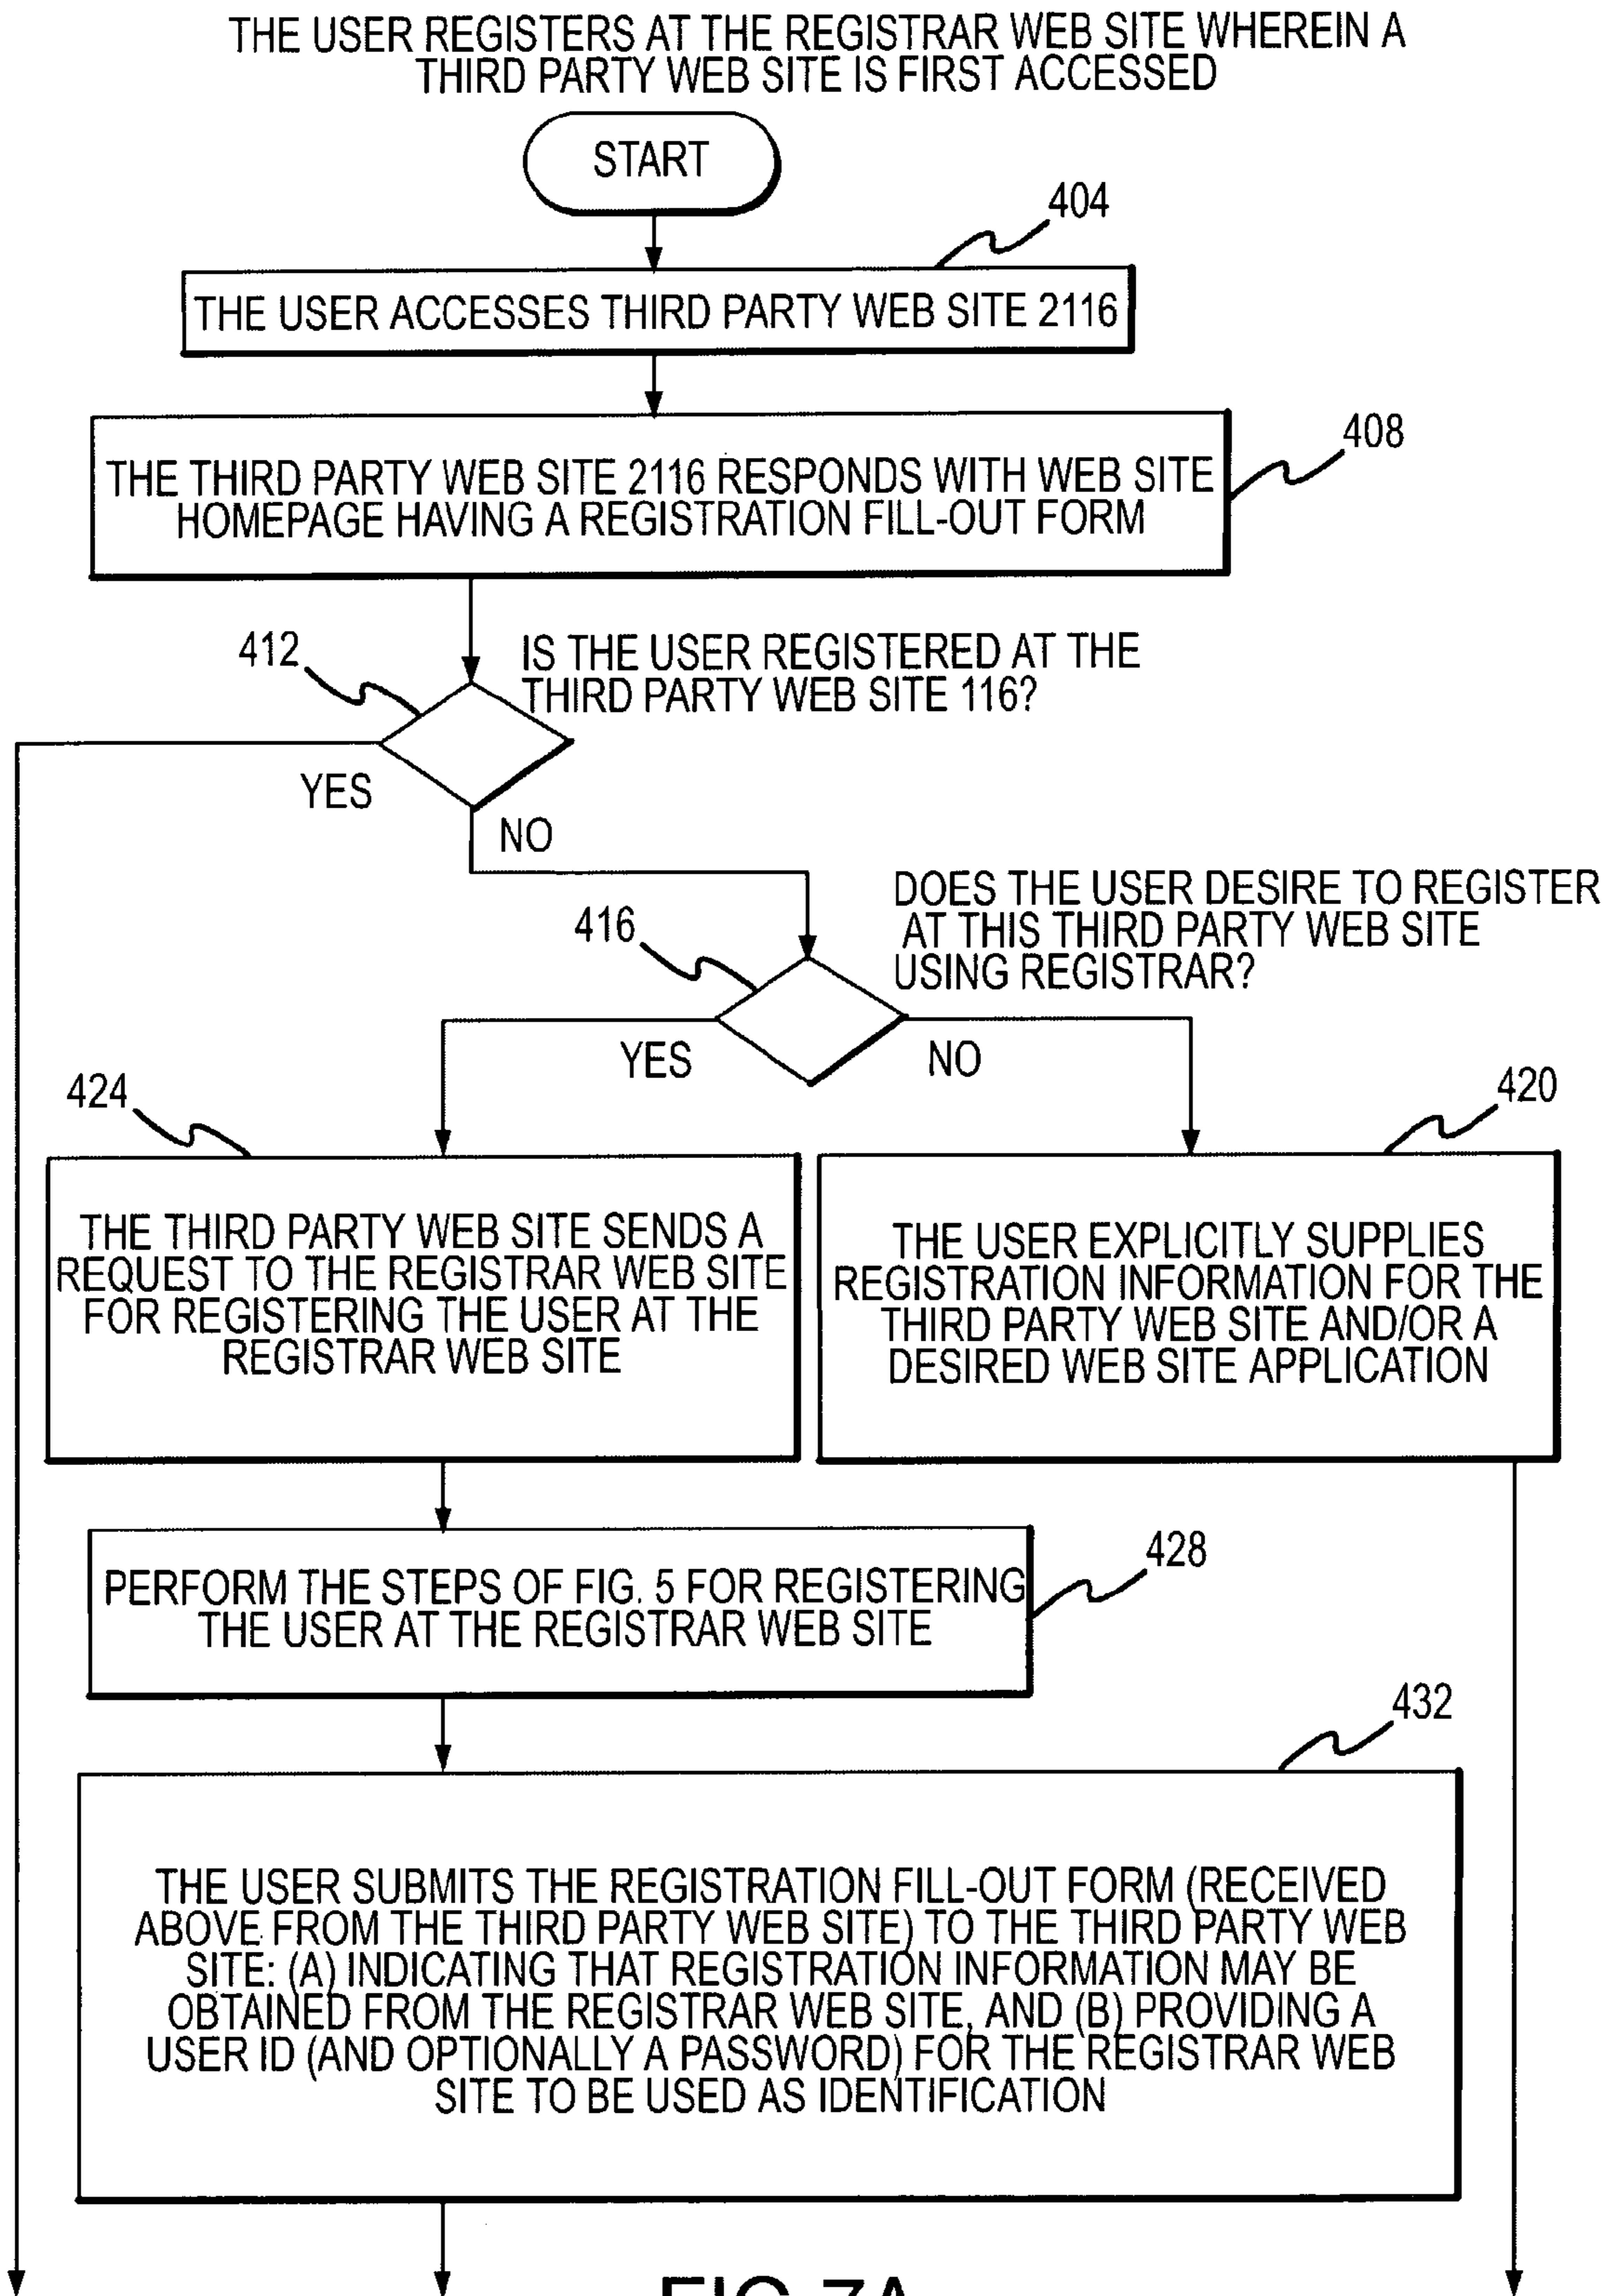 THE USER REGISTERS AT THE REGISTRAR WEB SITE WHEREIN A
THIRD PARTY WEB SITE IS FIRST ACCESSED
START
404
THE USER ACCESSES THIRD PARTY WEB SITE 2116
408
THE THIRD PARTY WEB SITE 2116 RESPONDS WITH WEB SITE
HOMEPAGE HAVING A REGISTRATION FILL-OUT FORM
412
IS THE USER REGISTERED AT THE
THIRD PARTY WEB SITE 116?
YES
NO
416
DOES THE USER DESIRE TO REGISTER
AT THIS THIRD PARTY WEB SITE
USING REGISTRAR?
YES
NO
424
420
THE THIRD PARTY WEB SITE SENDS A
REQUEST TO THE REGISTRAR WEB SITE
FOR REGISTERING THE USER AT THE
REGISTRAR WEB SITE
THE USER EXPLICITLY SUPPLIES
REGISTRATION INFORMATION FOR THE
THIRD PARTY WEB SITE AND/OR A
DESIRED WEB SITE APPLICATION
428
PERFORM THE STEPS OF FIG. 5 FOR REGISTERING
THE USER AT THE REGISTRAR WEB SITE
432
THE USER SUBMITS THE REGISTRATION FILL-OUT FORM (RECEIVED
ABOVE FROM THE THIRD PARTY WEB SITE) TO THE THIRD PARTY WEB
SITE: (A) INDICATING THAT REGISTRATION INFORMATION MAY BE
OBTAINED FROM THE REGISTRAR WEB SITE, AND (B) PROVIDING A
USER ID (AND OPTIONALLY A PASSWORD) FOR THE REGISTRAR WEB
SITE TO BE USED AS IDENTIFICATION
FIG. 7A